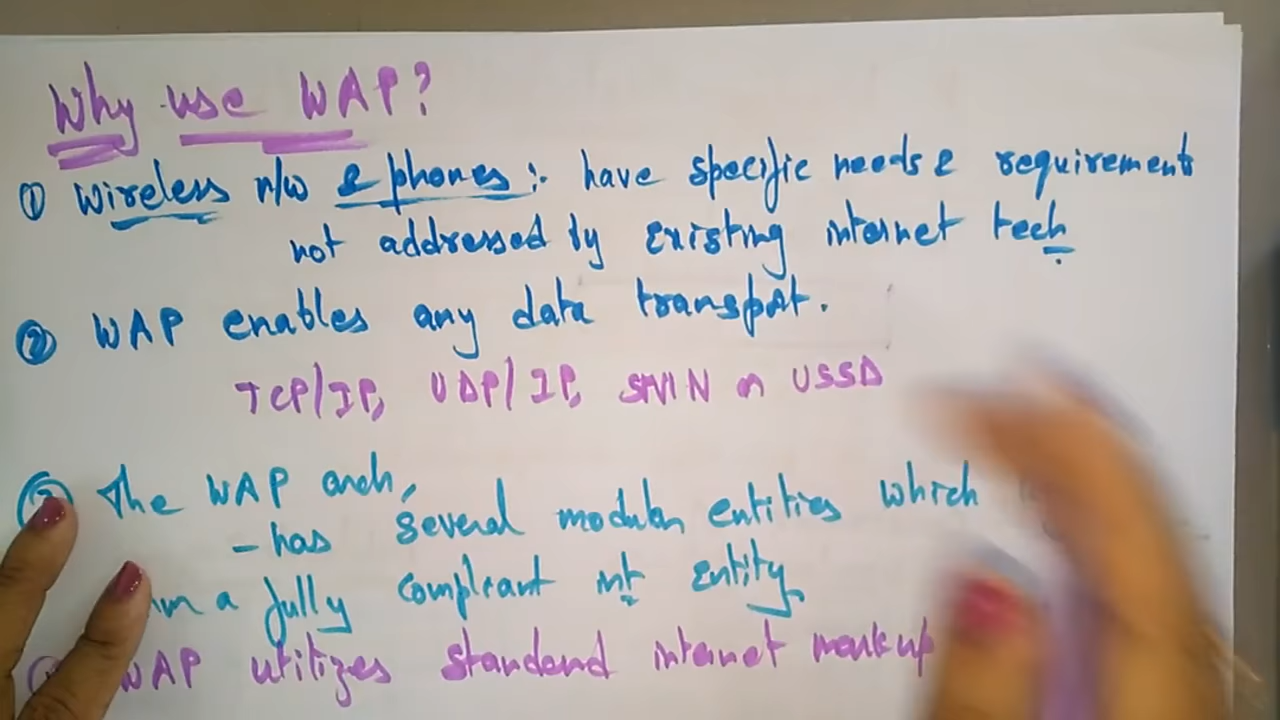 Why use WAP?
① Wireless n/w & phones :- have specific needs & requirements
not addressed by existing internet tech
② WAP enables any data transport.
TCP/IP, UDP/IP, or USSD
The WAP arch,
- has several modular entities which
a fully compleant int entity.
WAP utilizes standard internet markup